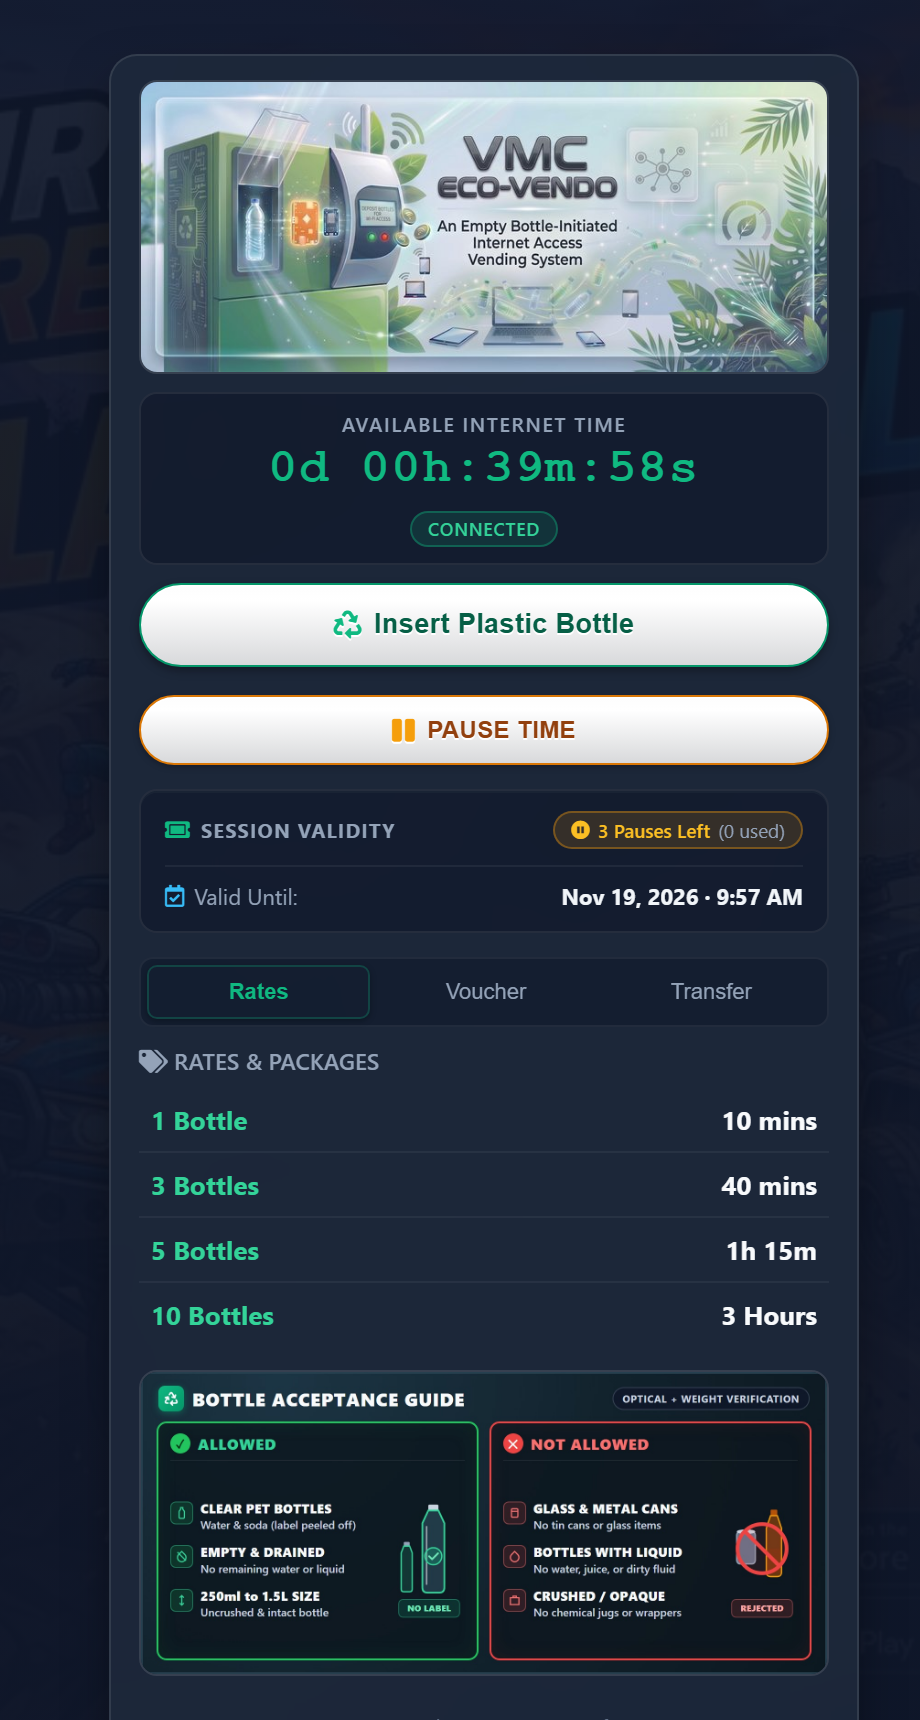 VMC
ECO-VENDO
An Empty Bottle-Initiated
Internet Access
Vending System
DEPOSIT BOTTLES
FOR
WI-FI ACCESS
AVAILABLE INTERNET TIME
0d 00h:39m:58s
CONNECTED
Insert Plastic Bottle
PAUSE TIME
SESSION VALIDITY
3 Pauses Left (0 used)
Valid Until:
Nov 19, 2026 · 9:57 AM
Rates
Voucher
Transfer
RATES & PACKAGES
1 Bottle
10 mins
3 Bottles
40 mins
5 Bottles
1h 15m
10 Bottles
3 Hours
BOTTLE ACCEPTANCE GUIDE
OPTICAL + WEIGHT VERIFICATION
ALLOWED
CLEAR PET BOTTLES
Water & soda (label peeled off)
EMPTY & DRAINED
No remaining water or liquid
250ml to 1.5L SIZE
Uncrushed & intact bottle
NO LABEL
NOT ALLOWED
GLASS & METAL CANS
No tin cans or glass items
BOTTLES WITH LIQUID
No water, juice, or dirty fluid
CRUSHED / OPAQUE
No chemical jugs or wrappers
REJECTED